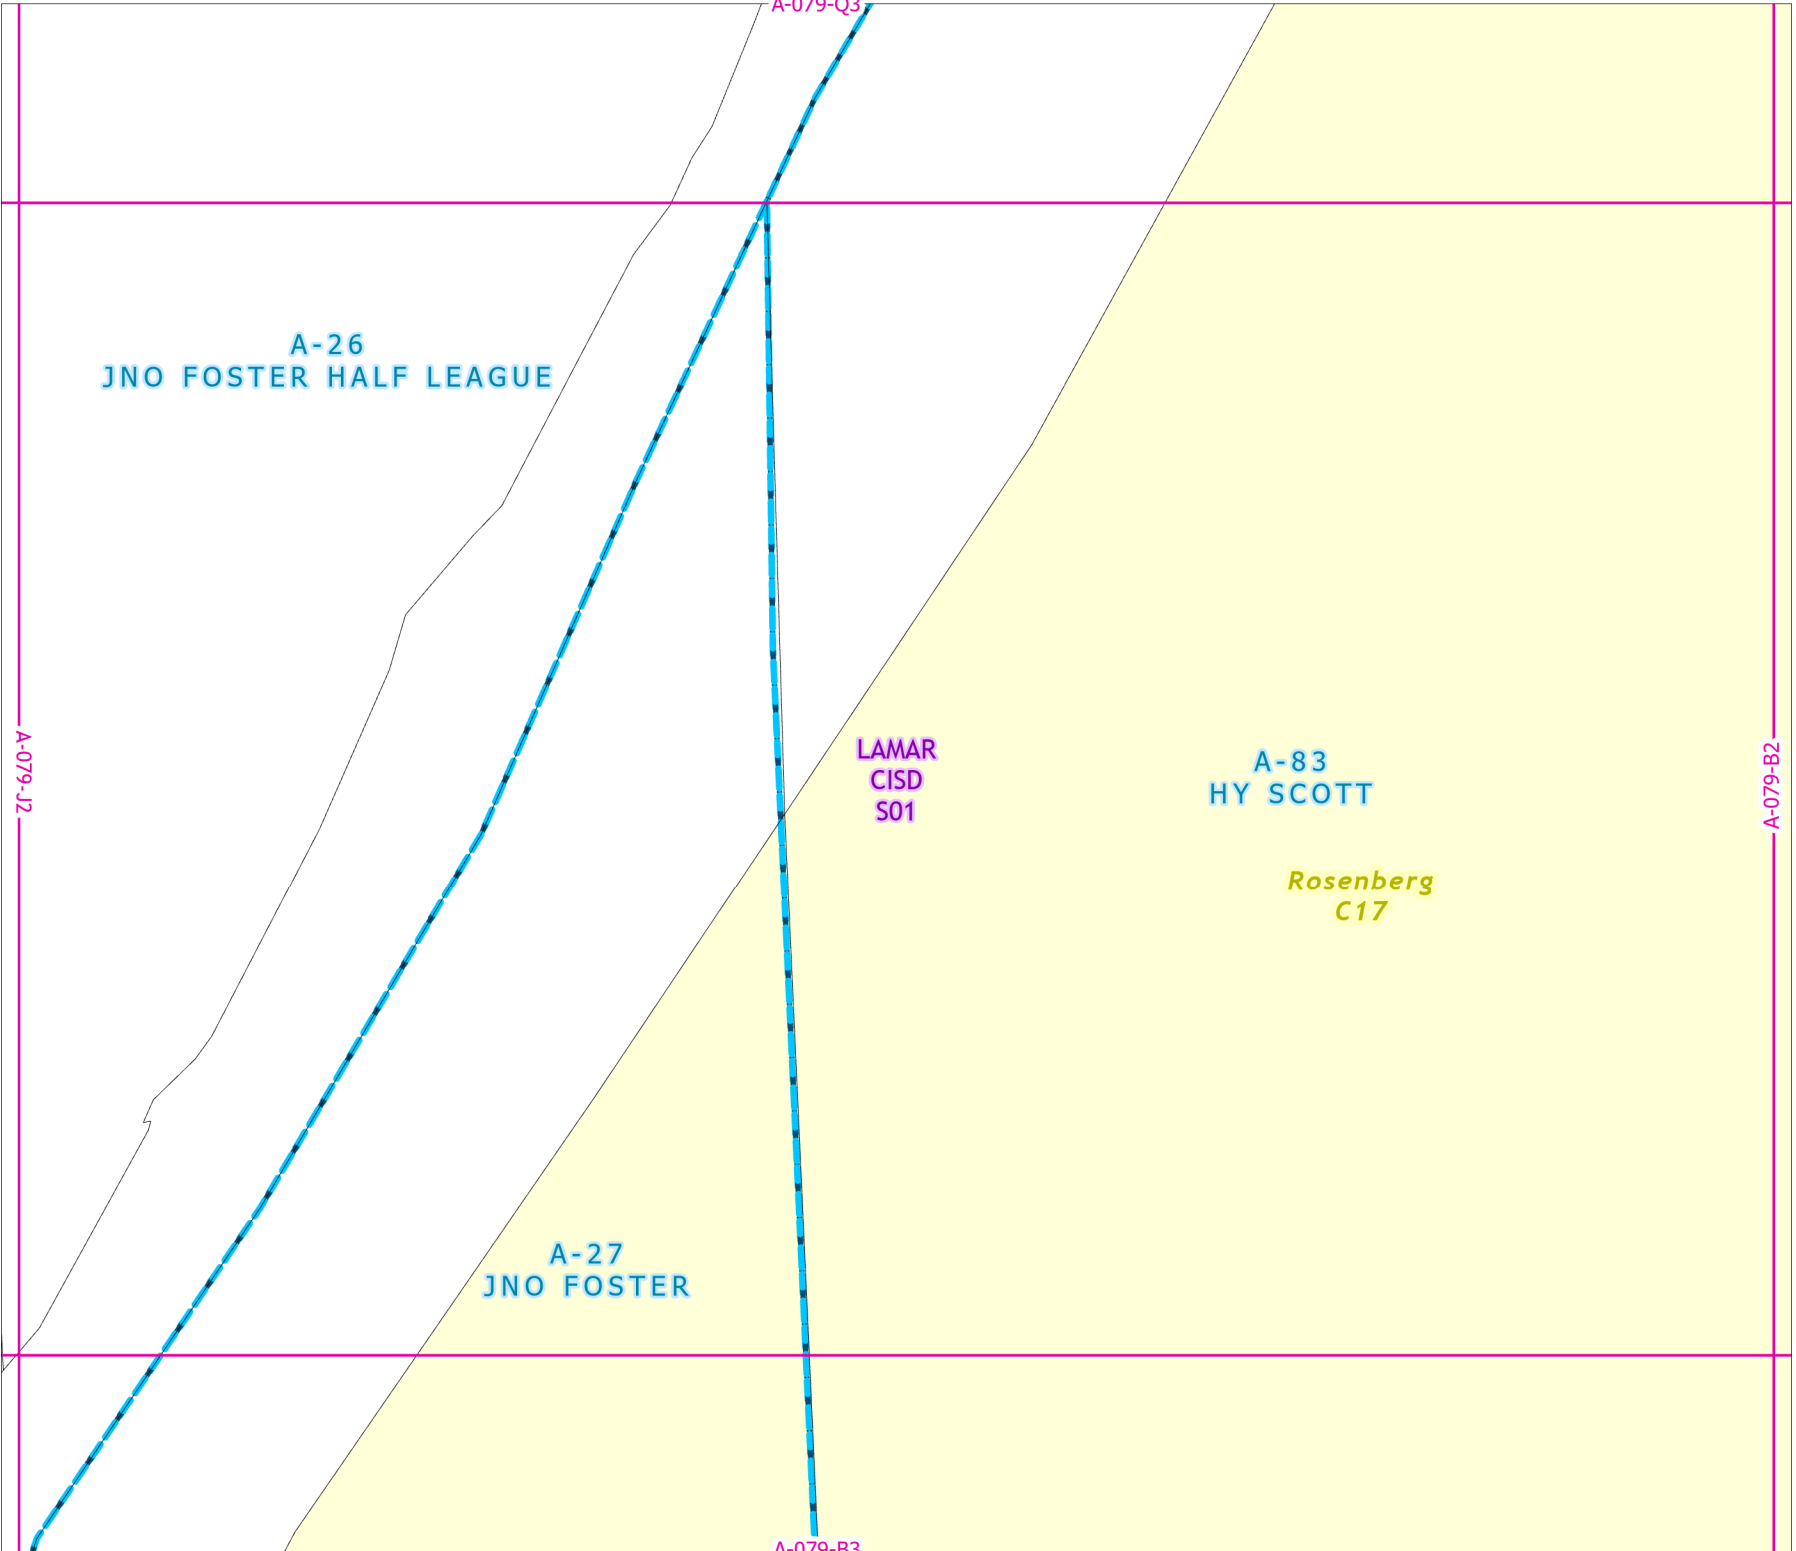 A-079-Q3
A-26
JNO FOSTER HALF LEAGUE
A-079-J2
LAMAR
CISD
S01
A-83
HY SCOTT
A-079-B2
Rosenberg
C17
A-27
JNO FOSTER
A-079-B3